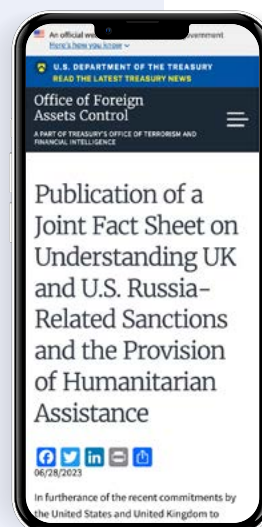 An official we vernment
Here's how you know
U.S. DEPARTMENT OF THE TREASURY
READ THE LATEST TREASURY NEWS
Office of Foreign
Assets Control
A PART OF TREASURY'S OFFICE OF TERRORISM AND
FINANCIAL INTELLIGENCE
Publication of a
Joint Fact Sheet on
Understanding UK
and U.S. Russia-
Related Sanctions
and the Provision
of Humanitarian
Assistance
06/28/2023
In furtherance of the recent commitments by
the United States and United Kingdom to